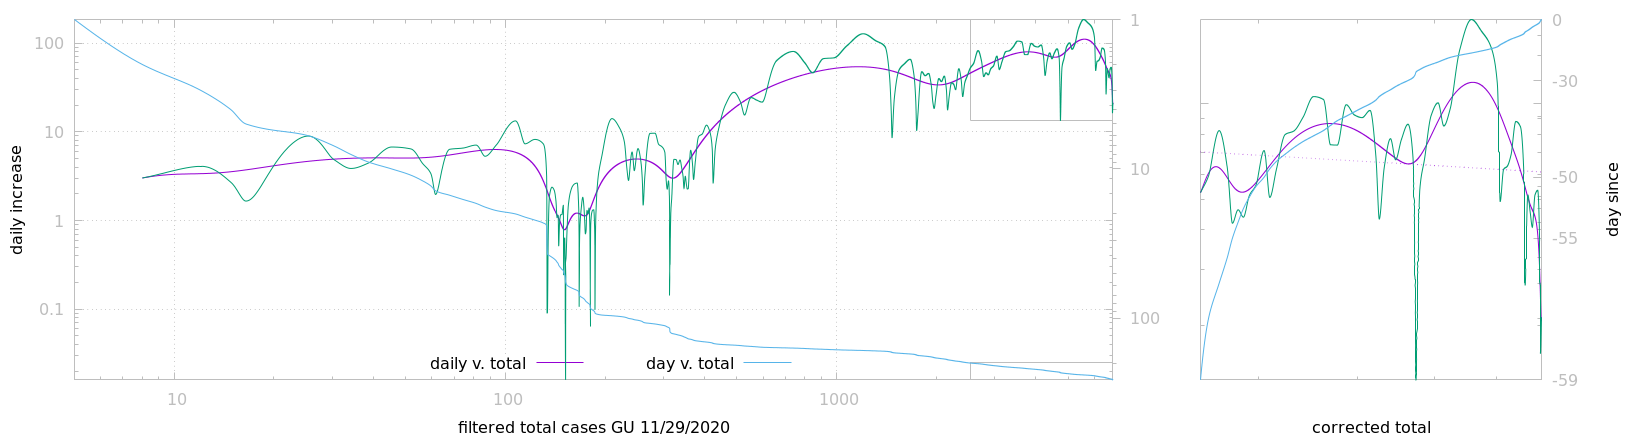 daily increase
100
10
1
0.1
10
100
1000
daily v. total
day v. total
filtered total cases GU 11/29/2020
1
10
100
0
-30
-50
-55
-59
day since
corrected total